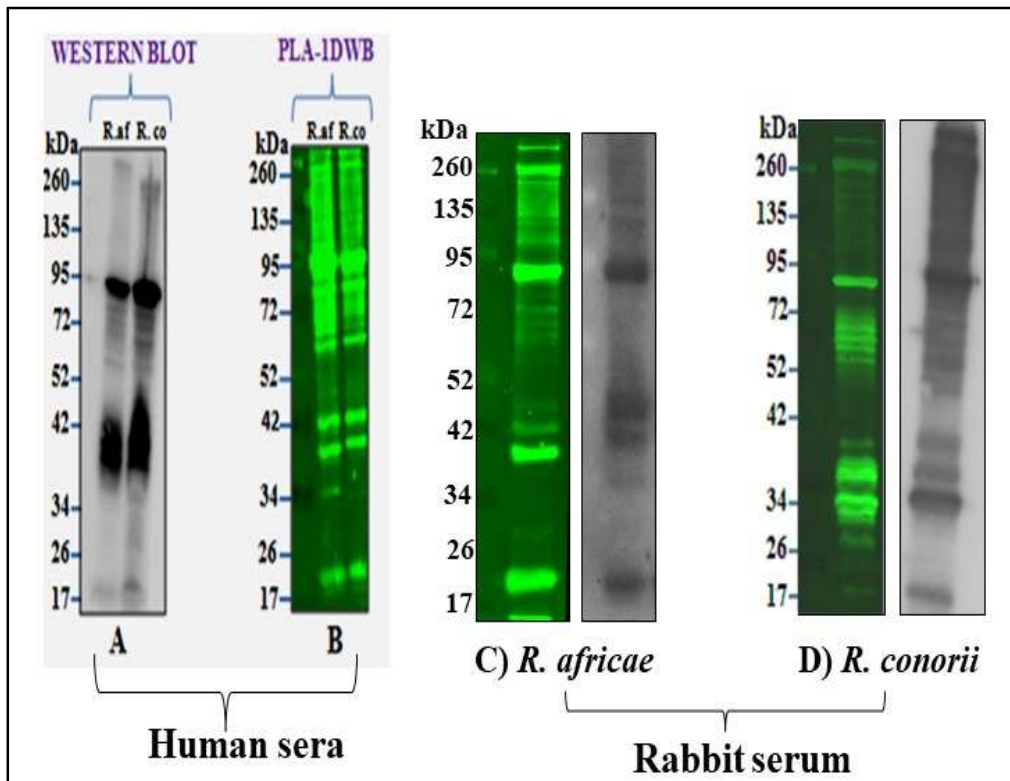 WESTERN BLOT
R.af R. co
kDa
260
135
95
72
52
42
34
26
17
A
PLA-1DWB
R.af R.co
kDa
260
135
95
72
52
42
34
26
17
B
Human sera
kDa
260
135
95
72
52
42
34
26
17
C) R. africae
kDa
260
135
95
72
52
42
34
26
17
D) R. conorii
Rabbit serum